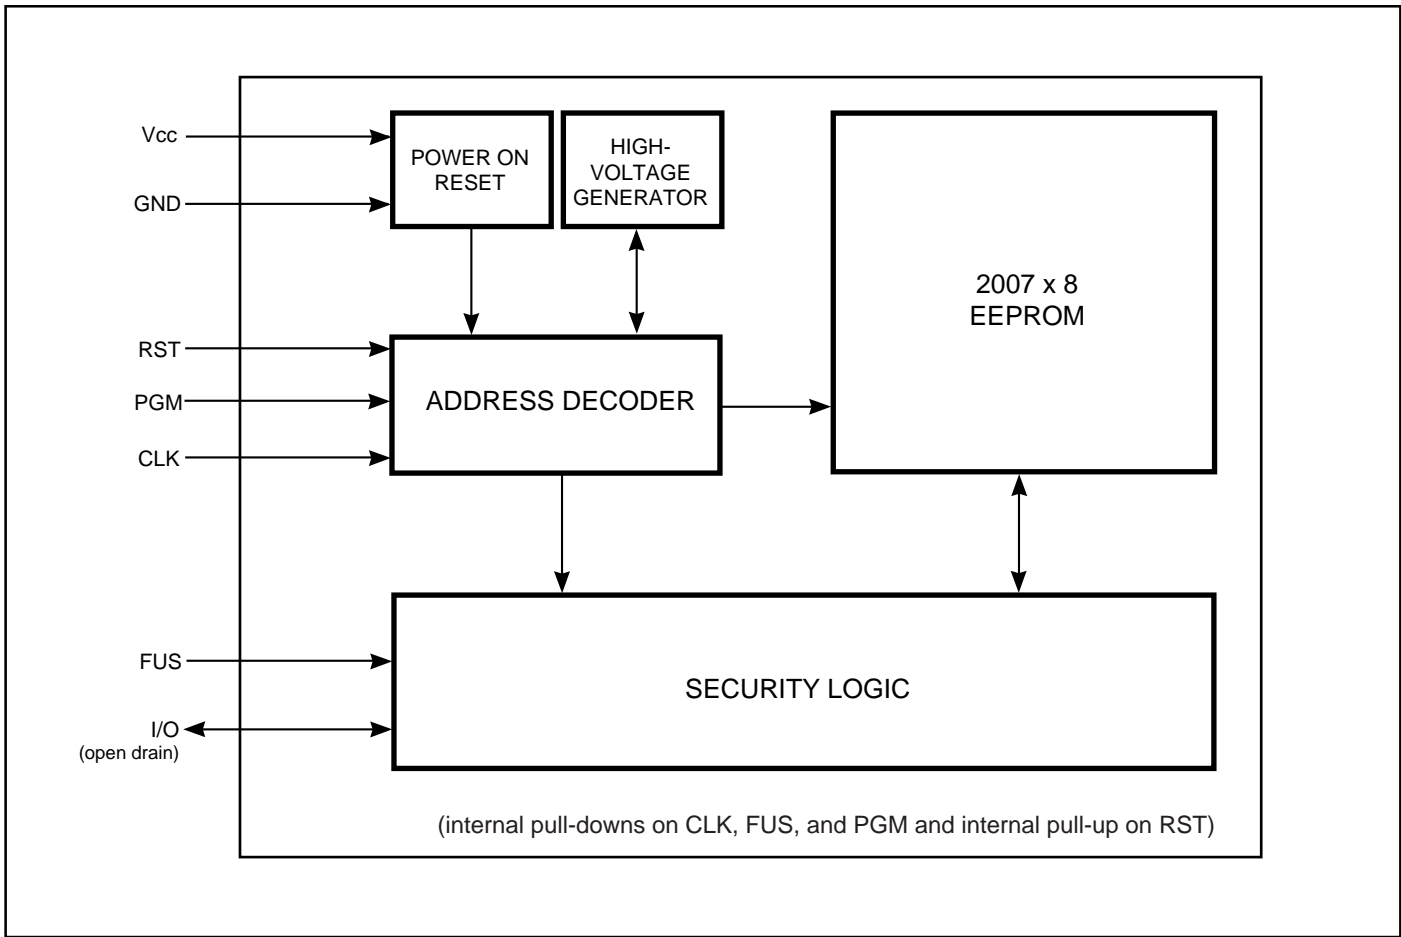 Vcc
GND
POWER ON
RESET
HIGH-
VOLTAGE
GENERATOR
2007 x 8
EEPROM
RST
PGM
CLK
ADDRESS DECODER
FUS
I/O
(open drain)
SECURITY LOGIC
(internal pull-downs on CLK, FUS, and PGM and internal pull-up on RST)